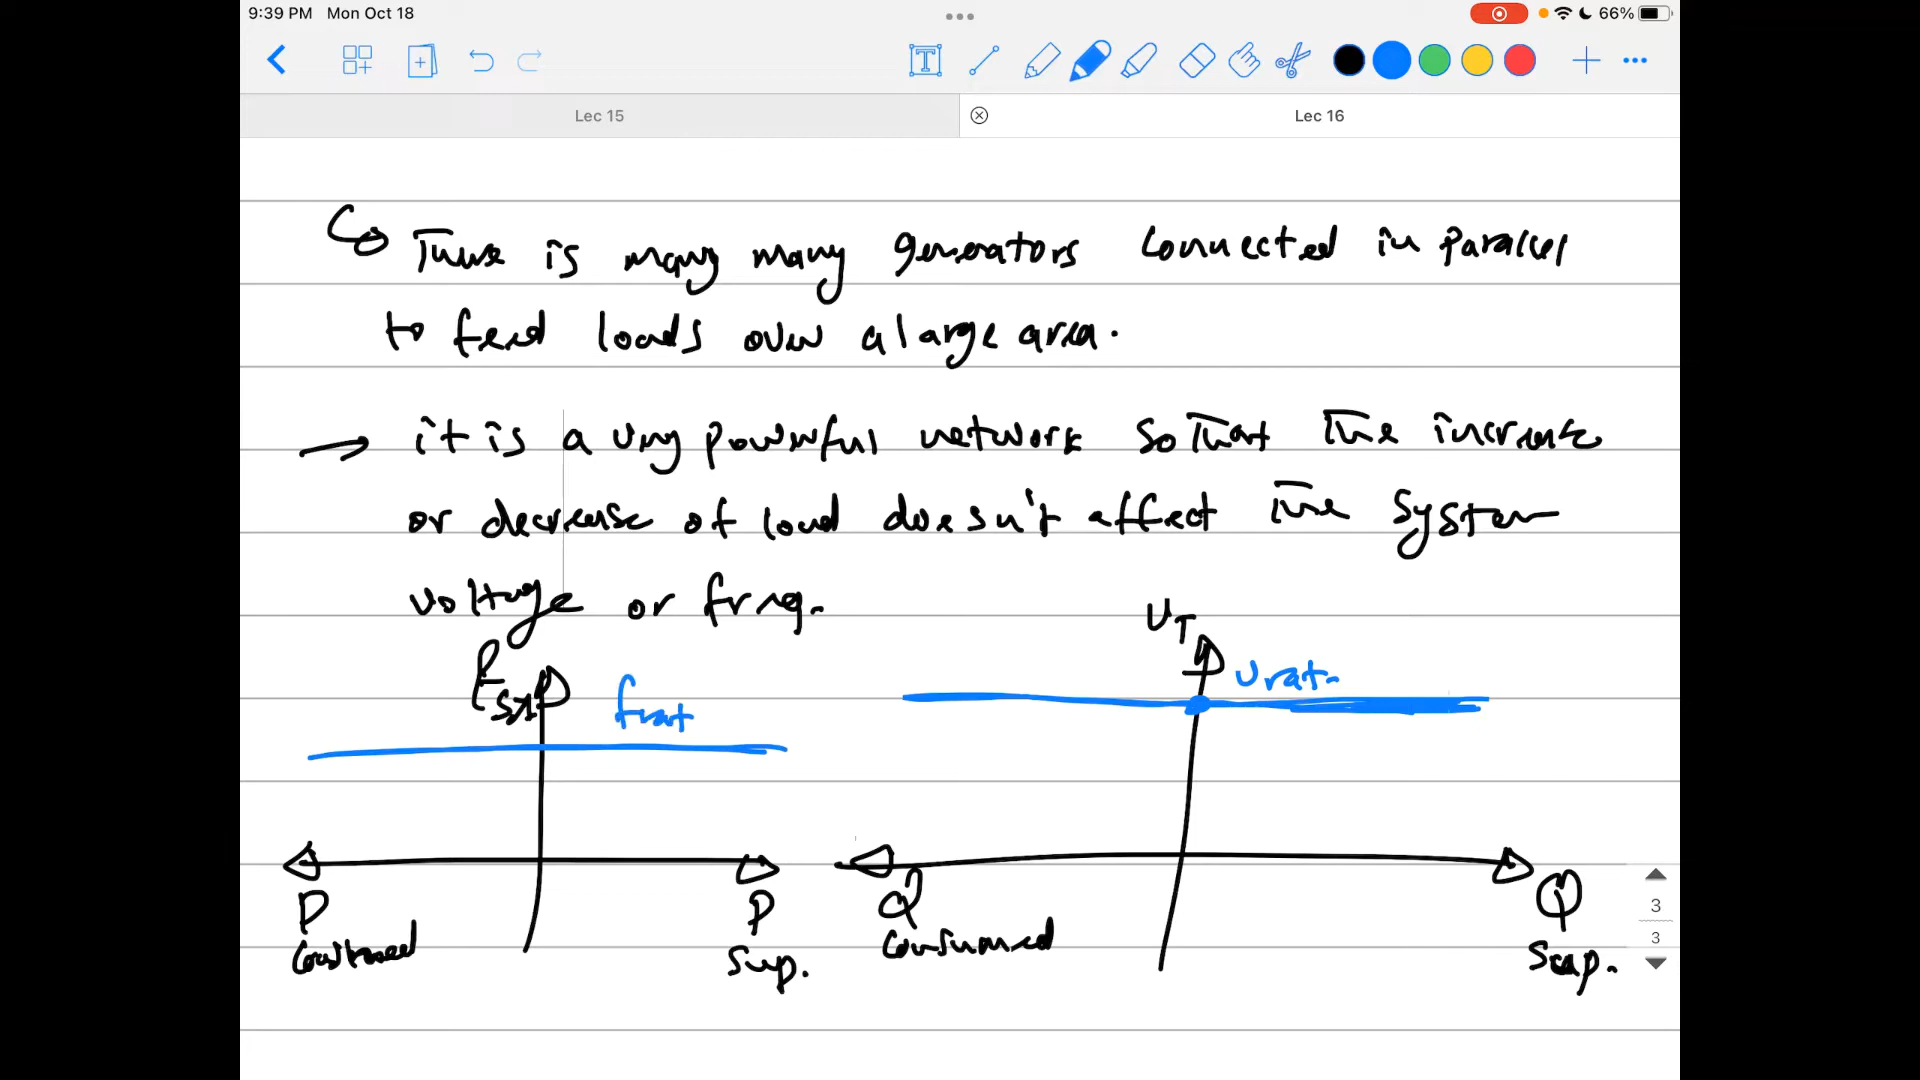 9:39 PM Mon Oct 18
66%
T
Lec 15
Lec 16
There is many many generators connected in parallel
to feed loads over a large area.
it is a very powerful network so that the increase
or decrease of load doesn't affect the system
voltage or freq.
fsys
frat
VT
Vrat.
P
consumed
P
Sup.
Q
consumed
Q
Sup.
3
3